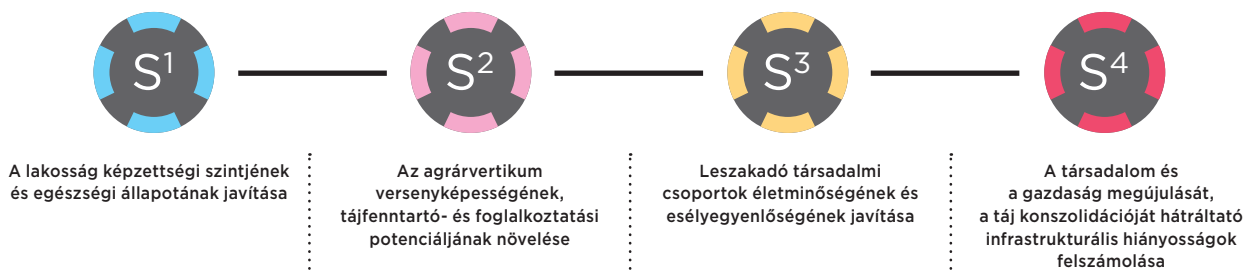 S¹
A lakosság képzettségi szintjének
és egészségi állapotának javítása
S²
Az agrárvertikum
versenyképességének,
tájfenntartó- és foglalkoztatási
potenciáljának növelése
S³
Leszakadó társadalmi
csoportok életminőségének és
esélyegyenlőségének javítása
S⁴
A társadalom és
a gazdaság megújulását,
a táj konszolidációját hátráltató
infrastrukturális hiányosságok
felszámolása